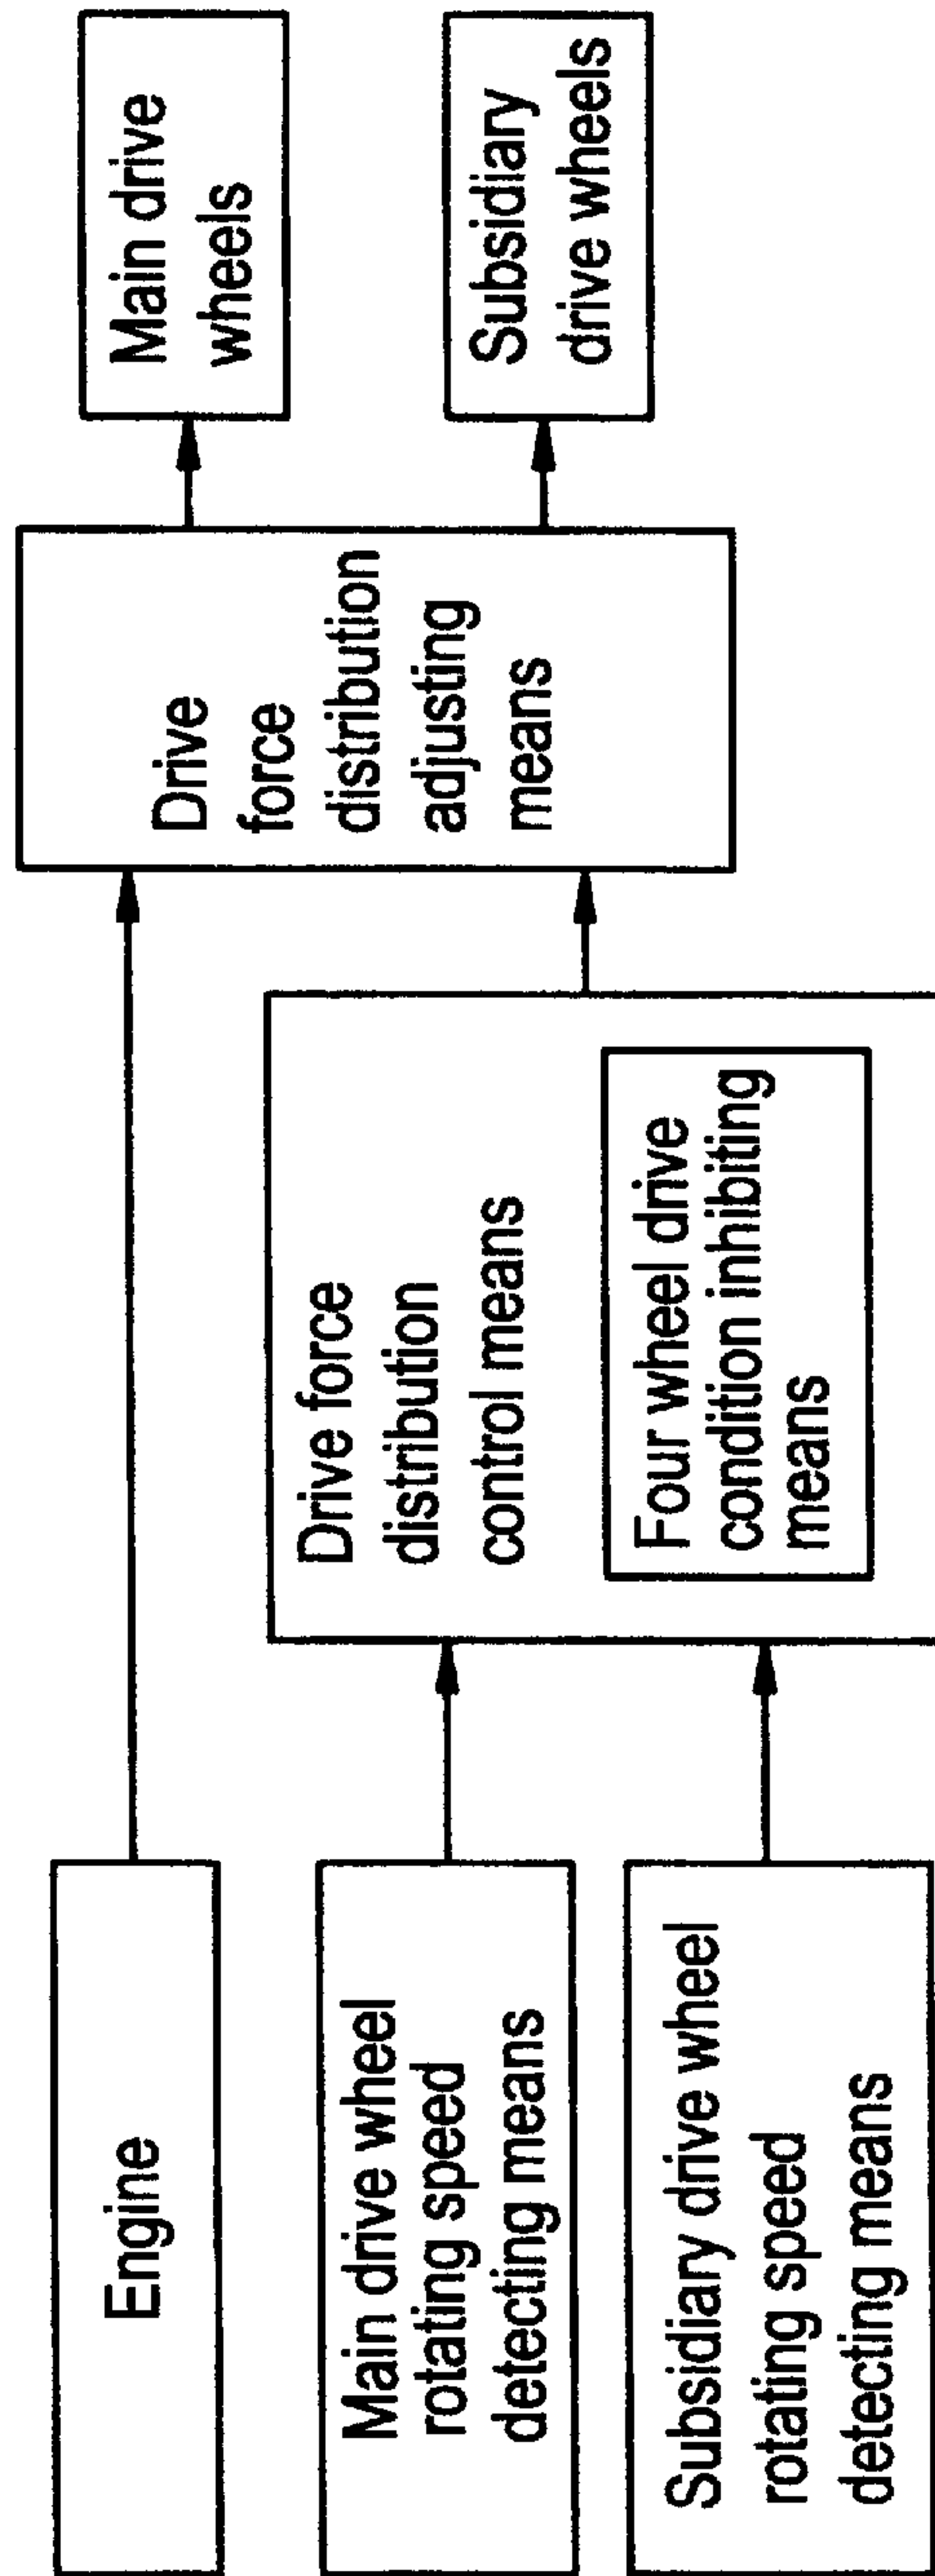 Engine
Main drive wheel
rotating speed
detecting means
Subsidiary drive wheel
rotating speed
detecting means
Drive force
distribution
control means
Four wheel drive
condition inhibiting
means
Drive
force
distribution
adjusting
means
Main drive
wheels
Subsidiary
drive wheels